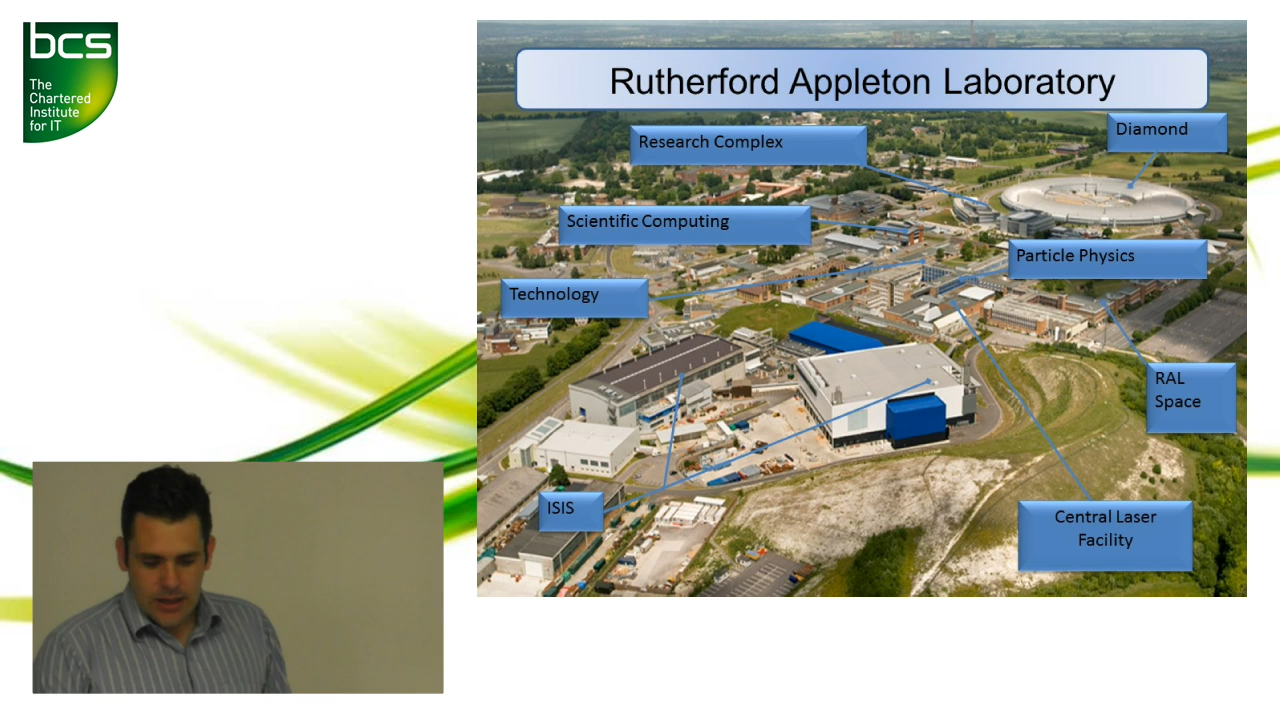 bcs
The
Chartered
Institute
for IT
Rutherford Appleton Laboratory
Research Complex
Diamond
Scientific Computing
Particle Physics
Technology
RAL
Space
ISIS
Central Laser
Facility